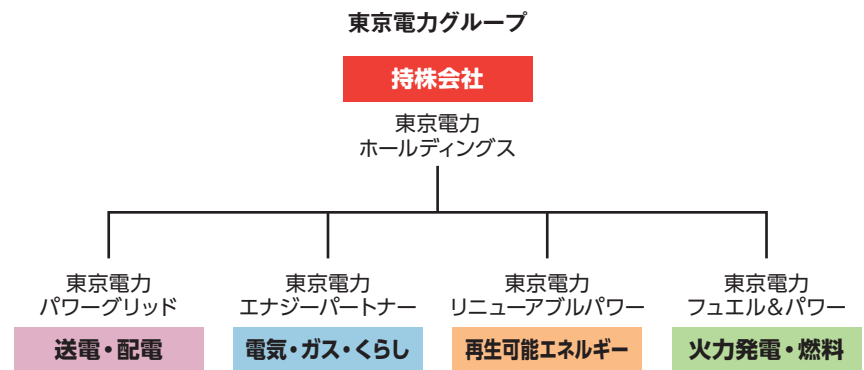 東京電力グループ
持株会社
東京電力
ホールディングス
東京電力
パワーグリッド
送電・配電
東京電力
エナジーパートナー
電気・ガス・くらし
東京電力
リニューアブルパワー
再生可能エネルギー
東京電力
フュエル&パワー
火力発電・燃料